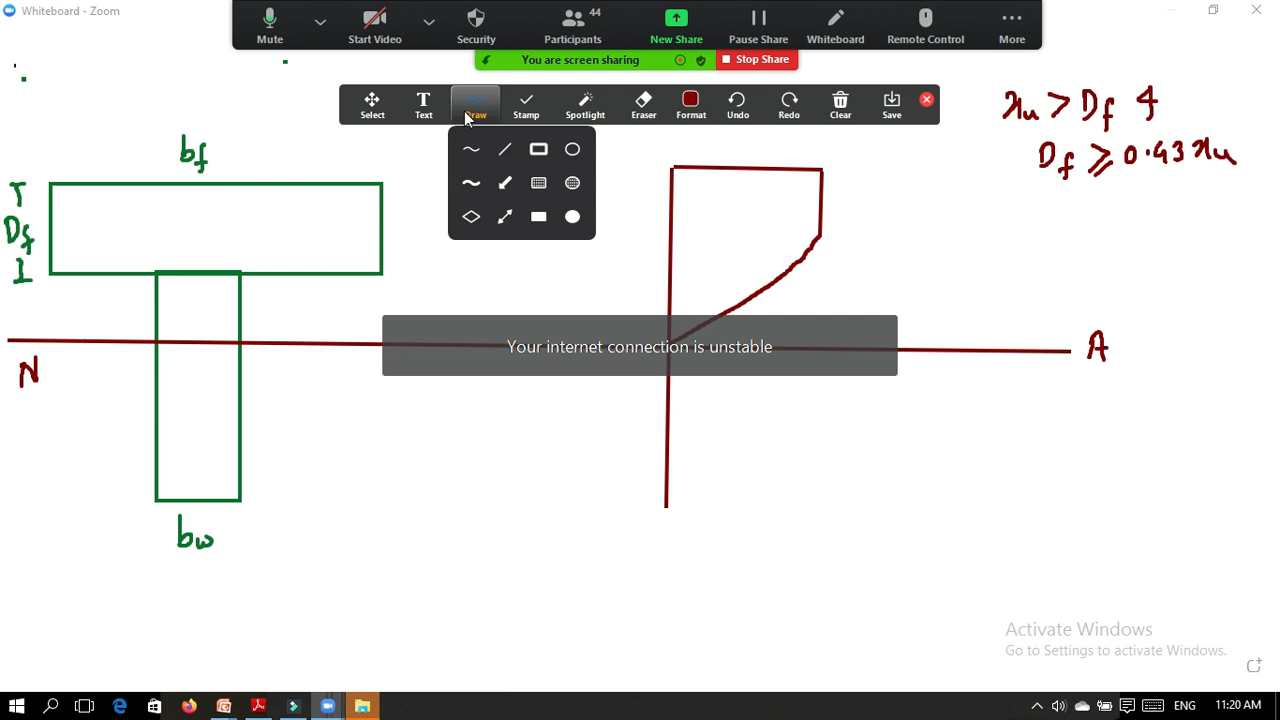 Whiteboard - Zoom
Mute
Start Video
Security
44
Participants
New Share
Pause Share
Whiteboard
Remote Control
More
You are screen sharing
Stop Share
Select
Text
Draw
Stamp
Spotlight
Eraser
Format
Undo
Redo
Clear
Save
xu > Df &
Df ⩾ 0.43 xu
bf
Df
Your internet connection is unstable
N
A
bw
Activate Windows
Go to Settings to activate Windows.
ENG
11:20 AM